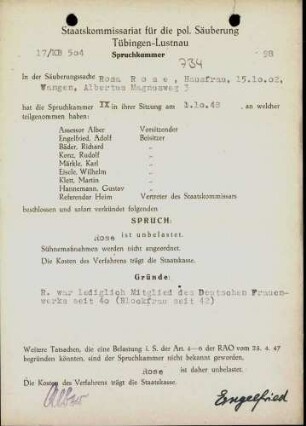 Staatskommissariat für die pol. Säuberung
Tübingen-Lustnau
17/KB 504 Spruchkammer 98
734
In der Säuberungssache Rosa Rose, Hausfrau, 15.10.02,
Wangen, Albertus Magnusweg 3
hat die Spruchkammer IX in ihrer Sitzung am 1.10.48, an welcher
teilgenommen haben:
Assessor Alber Vorsitzender
Engelfried, Adolf Beisitzer
Bäder, Richard "
Kenz, Rudolf "
Märkle, Karl "
Eisele, Wilhelm "
Klett, Martin "
Hannemann, Gustav "
Referendar Heim Vertreter des Staatskommissars
beschlossen und sofort verkündet folgenden
SPRUCH:
Rose ist unbelastet.
Sühnemaßnahmen werden nicht angeordnet.
Die Kosten des Verfahrens trägt die Staatskasse.
Gründe:
R. war lediglich Mitglied des Deutschen Frauen-
werks seit 40 (Blockfrau seit 42)
Weitere Tatsachen, die eine Belastung i. S. der Art. 4—9 der RAO vom 23. 4. 47
begründen könnten, sind der Spruchkammer nicht bekannt geworden.
Rose ist daher unbelastet.
Die Kosten des Verfahrens trägt die Staatskasse.
Alber Engelfried